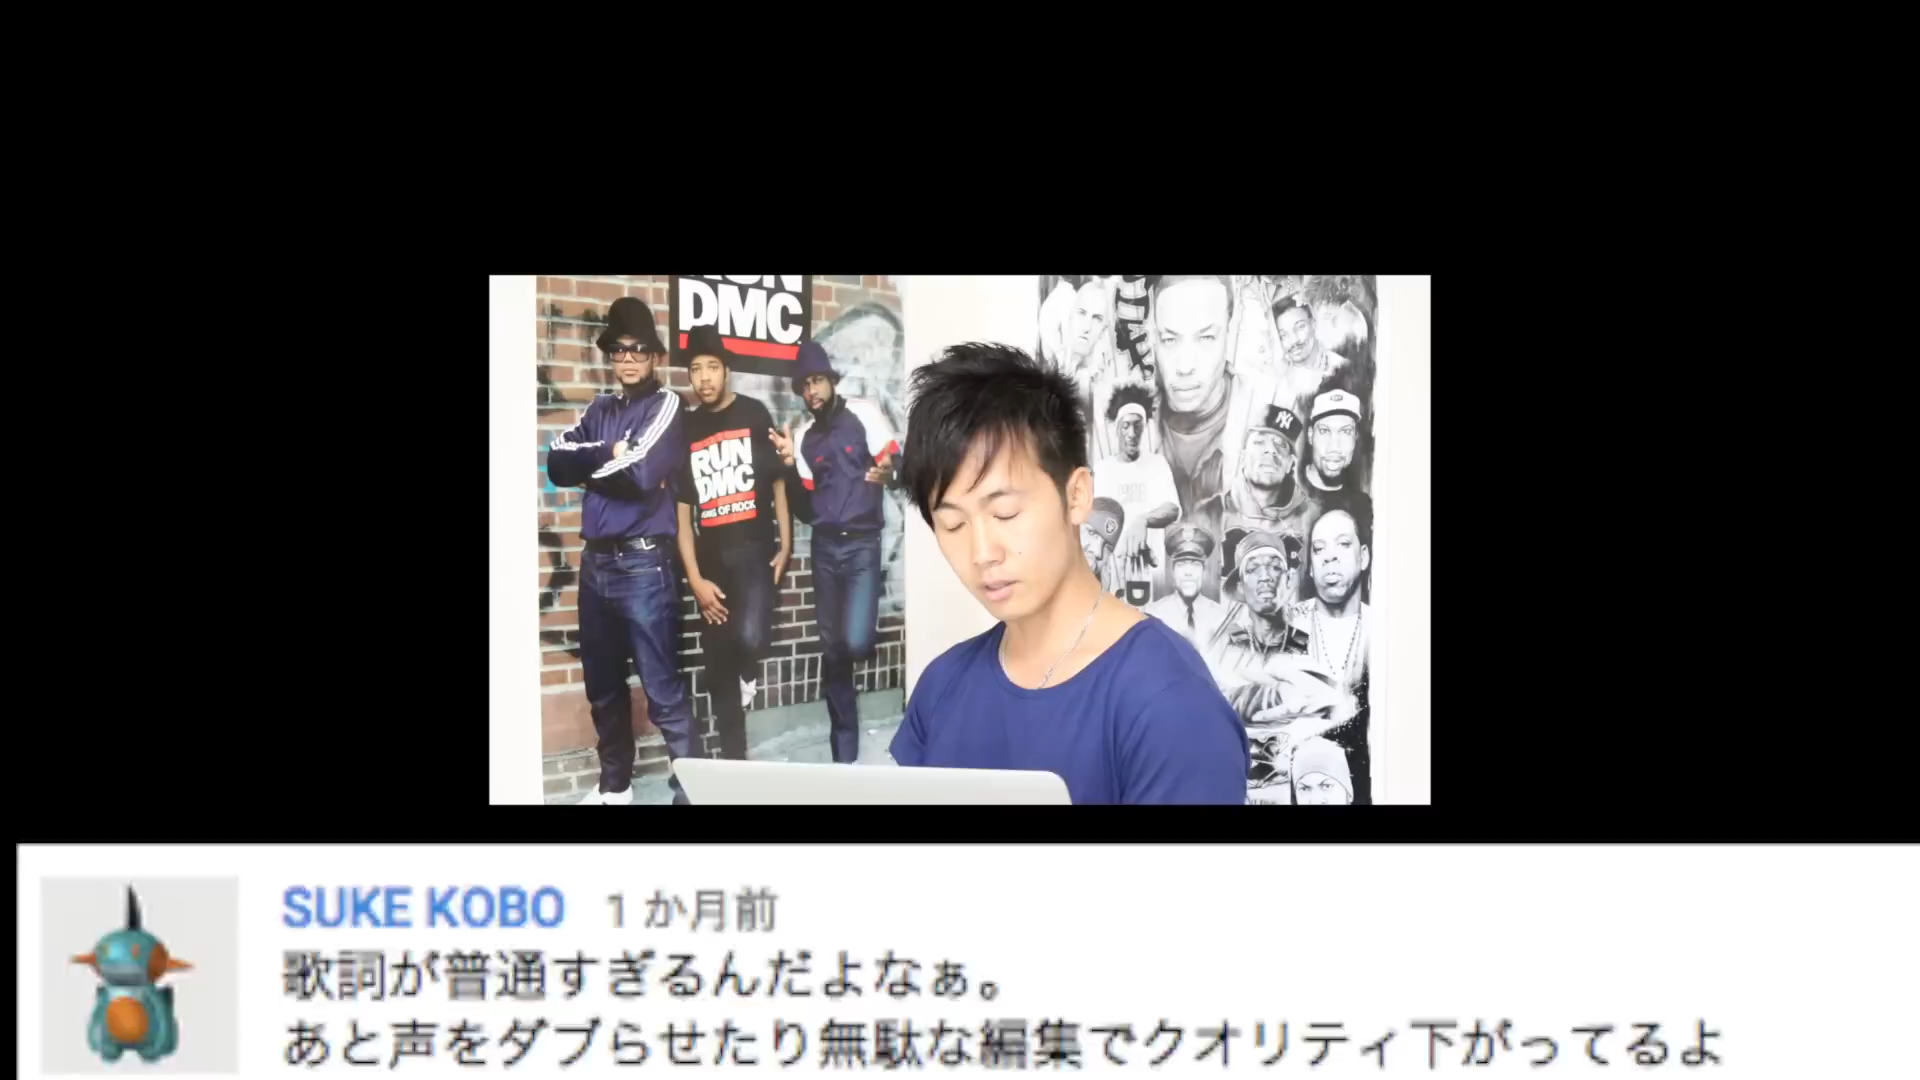 RUN
DMC
RUN
DMC
KING OF ROCK
SUKE KOBO 1 か月前
歌詞が普通すぎるんだよなぁ。
あと声をダブらせたり無駄な編集でクオリティ下がってるよ